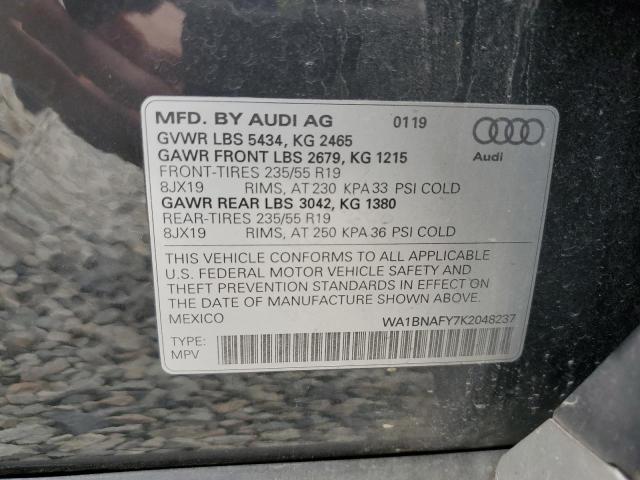 MFD. BY AUDI AG 0119
GVWR LBS 5434, KG 2465
GAWR FRONT LBS 2679, KG 1215
Audi
FRONT-TIRES 235/55 R19
8JX19 RIMS, AT 230 KPA 33 PSI COLD
GAWR REAR LBS 3042, KG 1380
REAR-TIRES 235/55 R19
8JX19 RIMS, AT 250 KPA 36 PSI COLD
THIS VEHICLE CONFORMS TO ALL APPLICABLE
U.S. FEDERAL MOTOR VEHICLE SAFETY AND
THEFT PREVENTION STANDARDS IN EFFECT ON THE
DATE OF MANUFACTURE SHOWN ABOVE.
MEXICO WA1BNAFY7K2048237
TYPE:
MPV